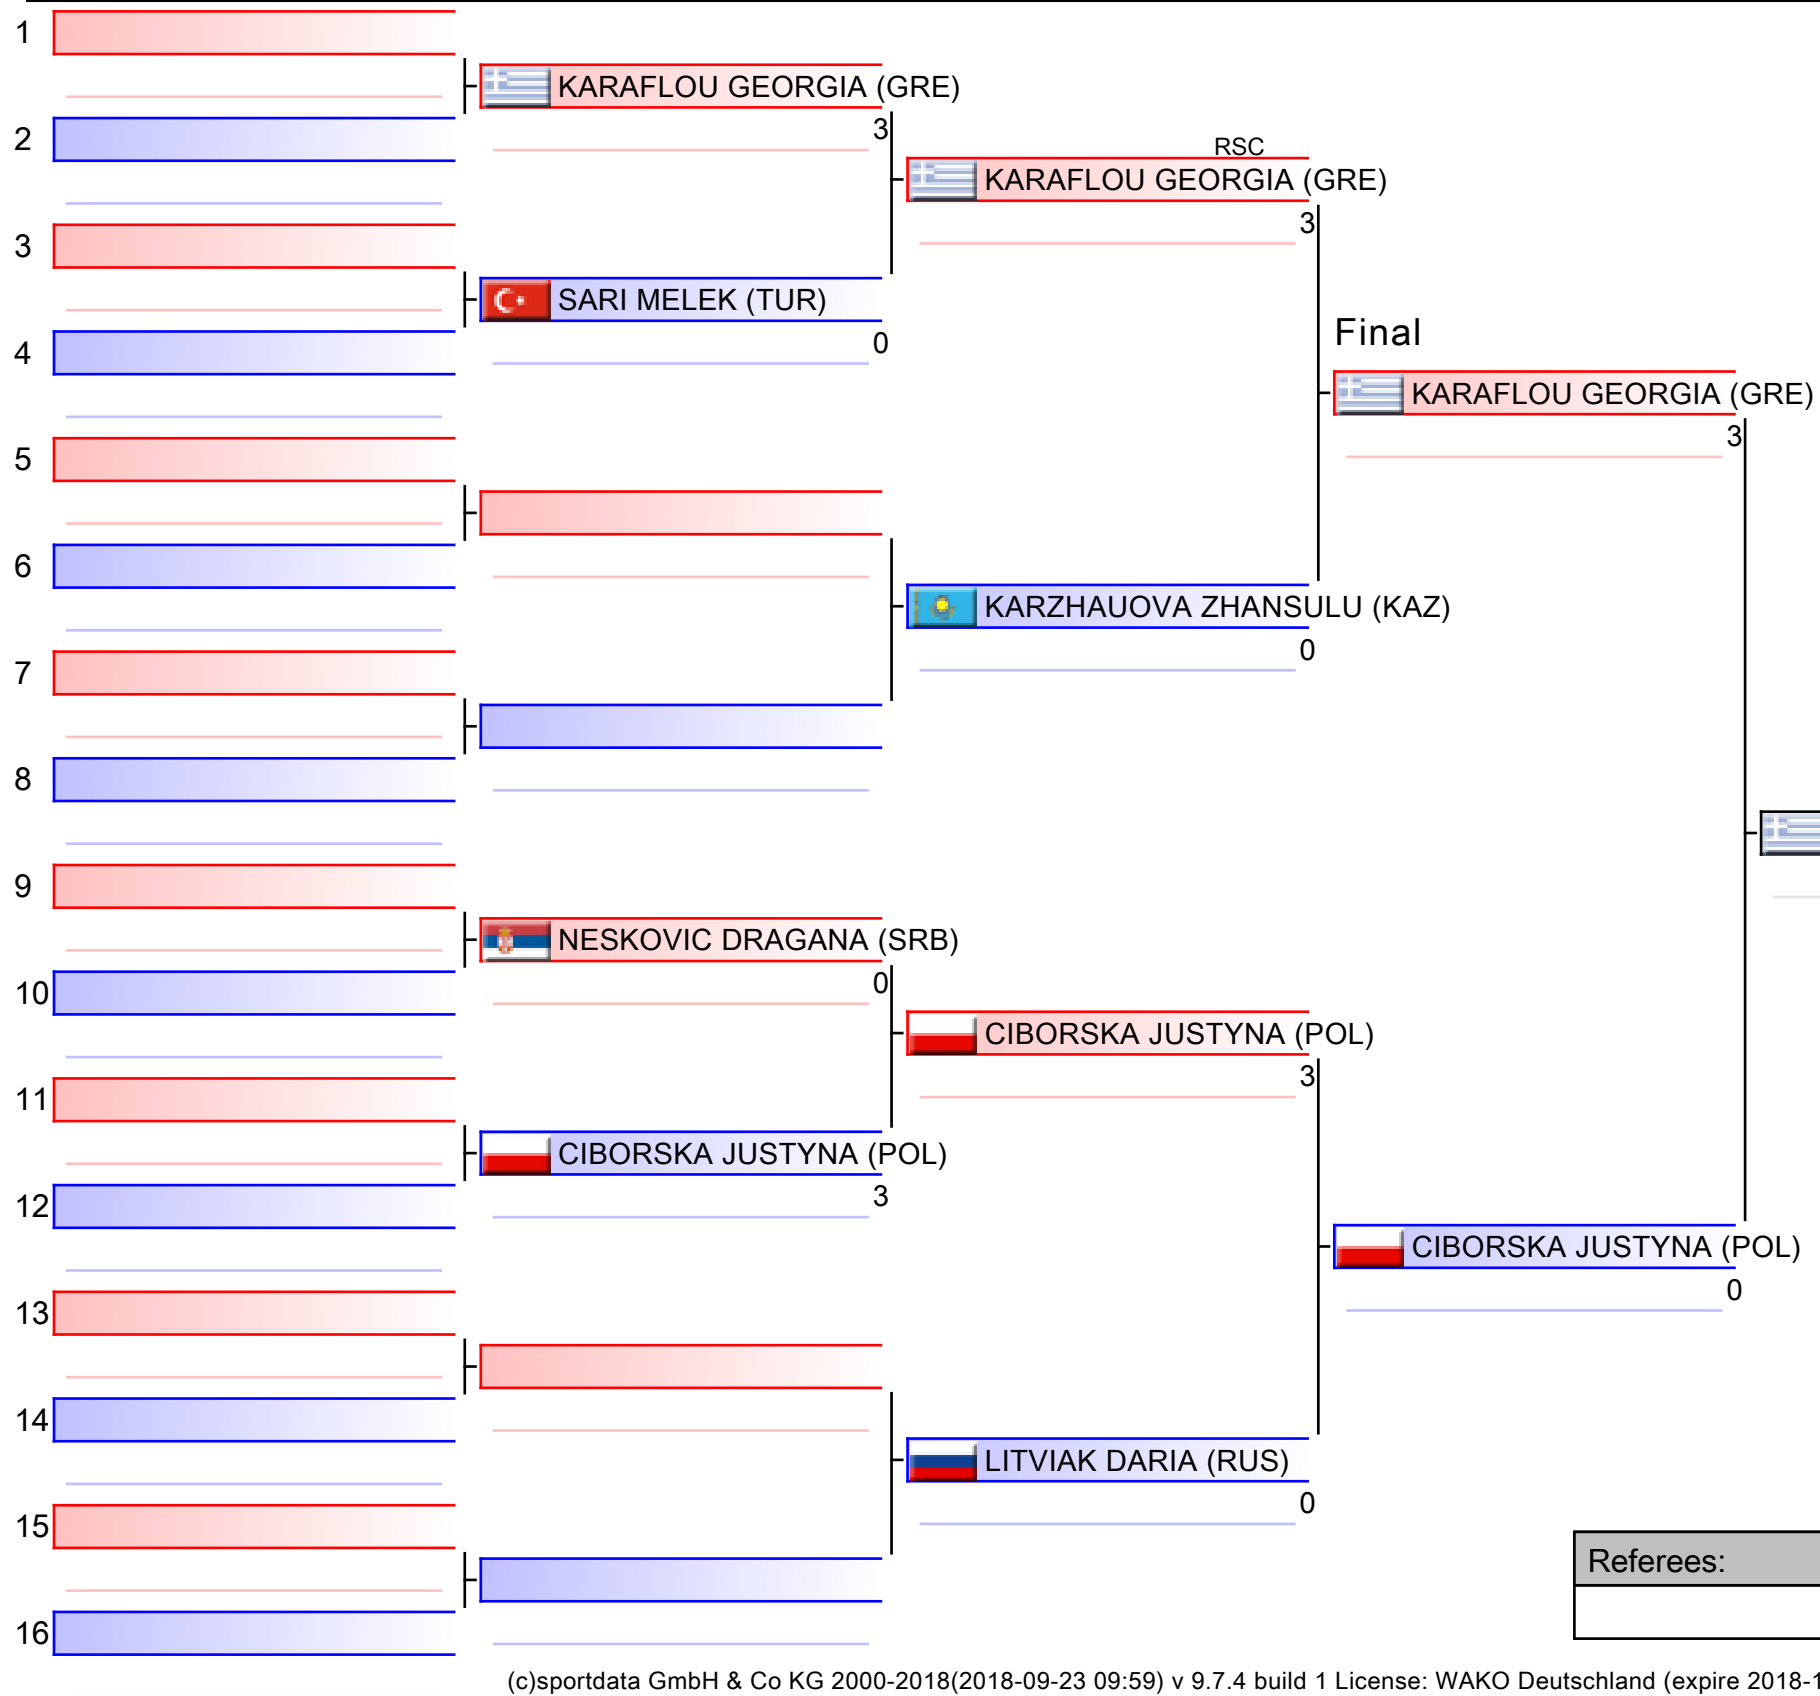 1
KARAFLOU GEORGIA (GRE)
3
2
RSC
KARAFLOU GEORGIA (GRE)
3
3
SARI MELEK (TUR)
0
4
Final
KARAFLOU GEORGIA (GRE)
3
5
6
KARZHAUOVA ZHANSULU (KAZ)
0
7
8
9
NESKOVIC DRAGANA (SRB)
0
10
CIBORSKA JUSTYNA (POL)
3
11
CIBORSKA JUSTYNA (POL)
3
12
CIBORSKA JUSTYNA (POL)
0
13
14
LITVIAK DARIA (RUS)
0
15
Referees:
16
(c)sportdata GmbH & Co KG 2000-2018(2018-09-23 09:59) v 9.7.4 build 1 License: WAKO Deutschland (expire 2018-1